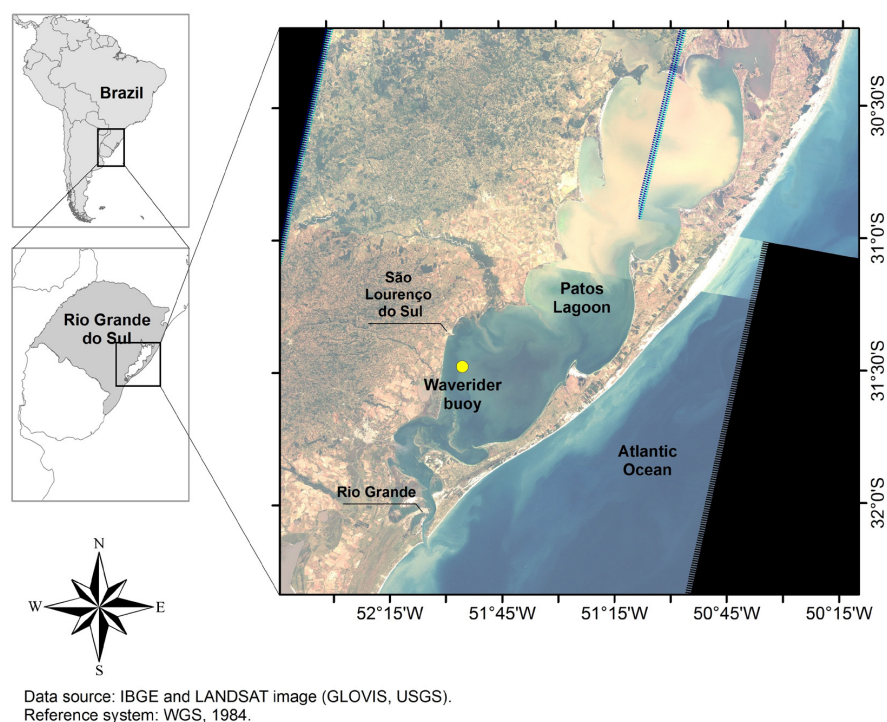 Brazil
Rio Grande
do Sul
N
W
E
S
São
Lourenço
do Sul
Patos
Lagoon
Waverider
buoy
Atlantic
Ocean
Rio Grande
30°30'S
31°0'S
31°30'S
32°0'S
52°15'W
51°45'W
51°15'W
50°45'W
50°15'W
Data source: IBGE and LANDSAT image (GLOVIS, USGS).
Reference system: WGS, 1984.